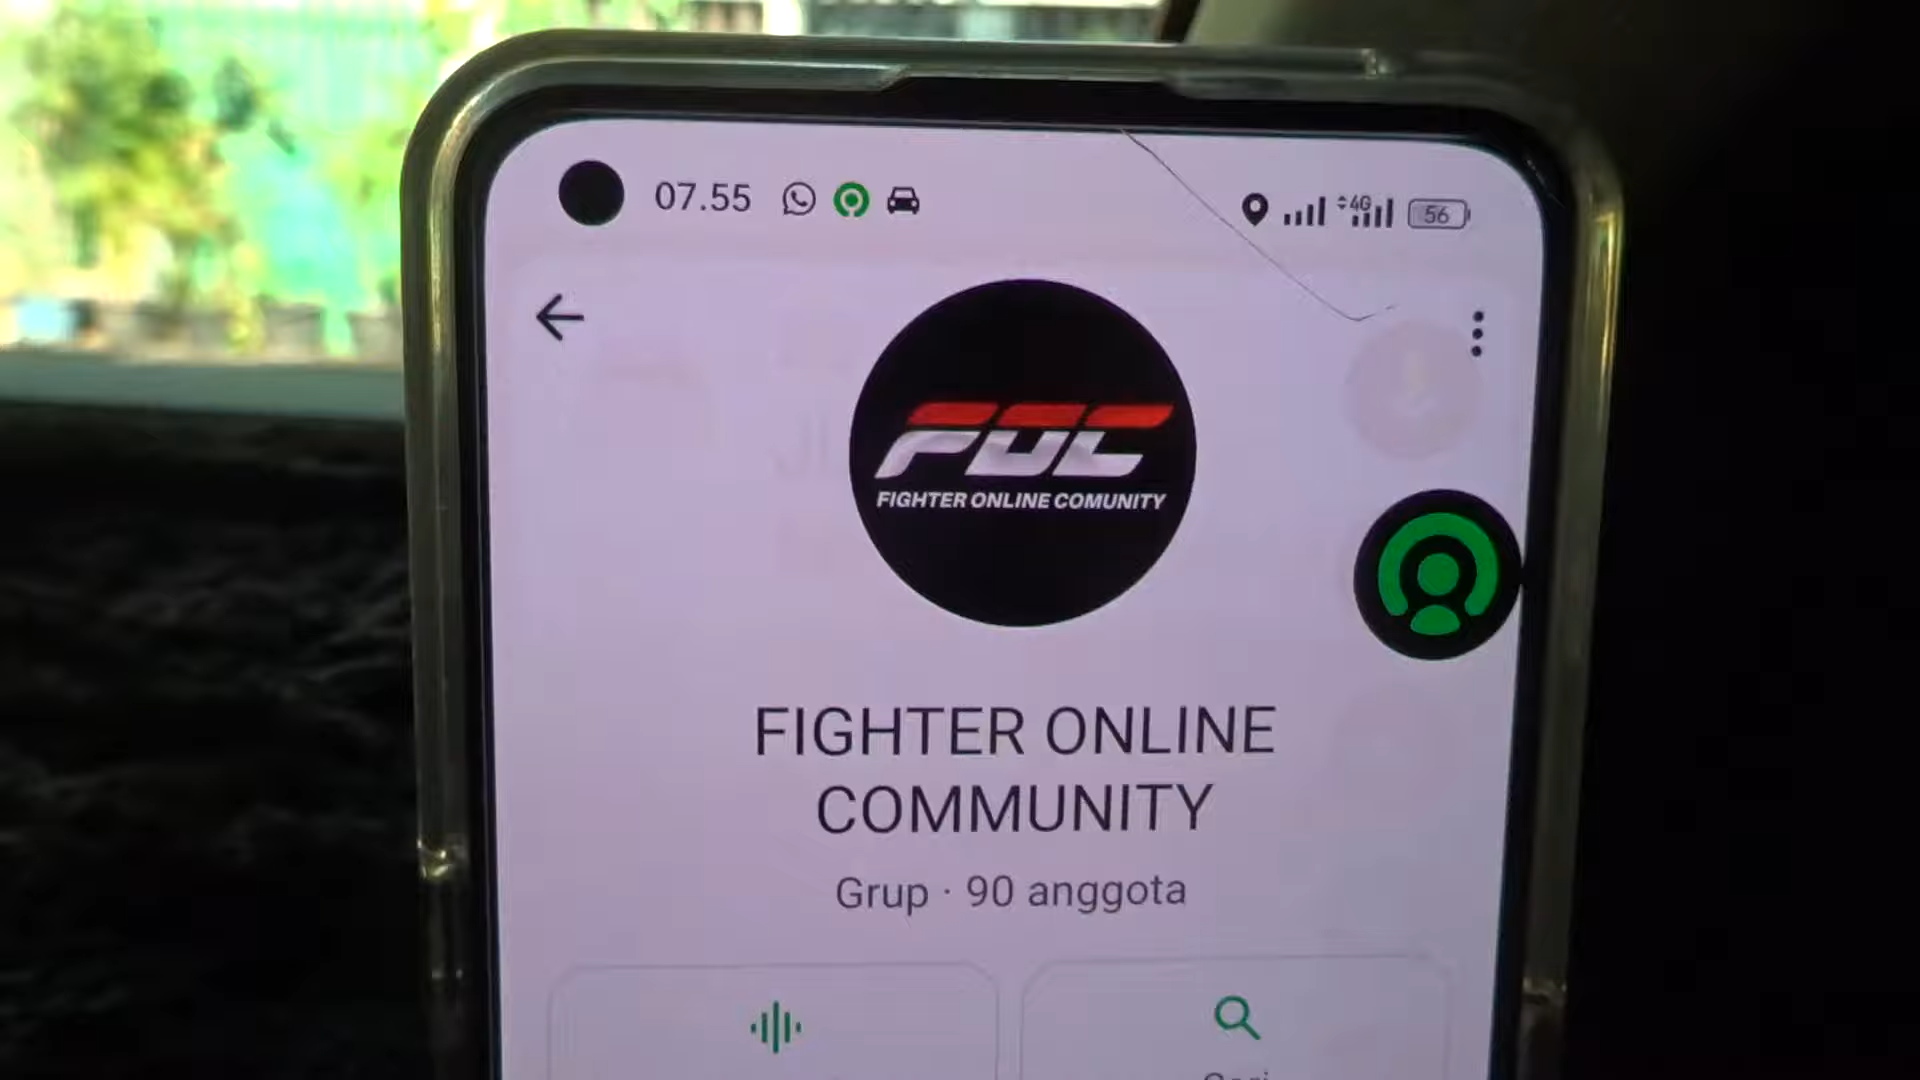 07.55
4G
56
FOC
FIGHTER ONLINE COMUNITY
FIGHTER ONLINE
COMMUNITY
Grup · 90 anggota